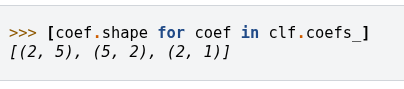 >>> [coef.shape for coef in clf.coefs_]
[(2, 5), (5, 2), (2, 1)]